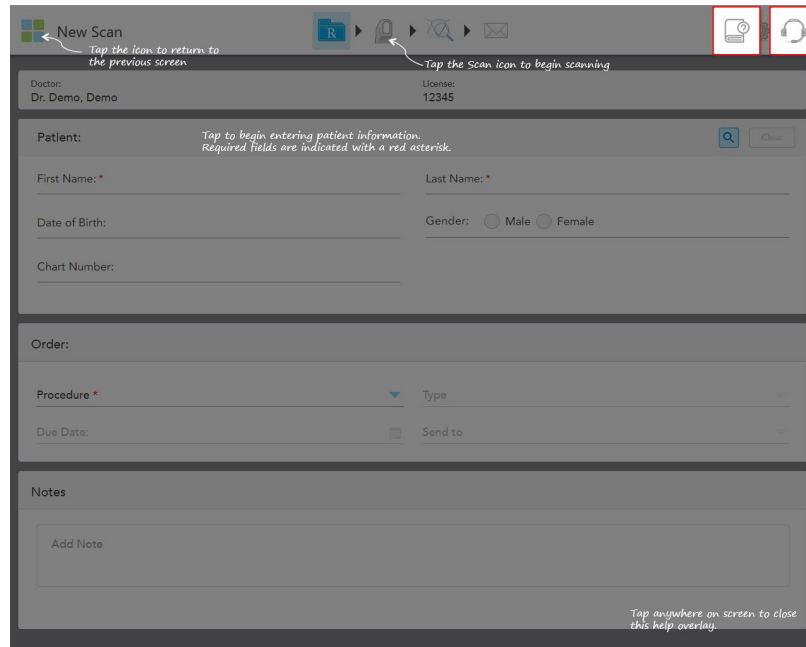 New Scan
Tap the icon to return to
the previous screen
R
Tap the Scan icon to begin scanning
Doctor:
Dr. Demo, Demo
License:
12345
Patient:
Tap to begin entering patient information.
Required fields are indicated with a red asterisk.
Clear
First Name: *
Last Name: *
Date of Birth:
Gender: Male Female
Chart Number:
Order:
Procedure *
Type
Due Date:
Send to
Notes
Add Note
Tap anywhere on screen to close
this help overlay.